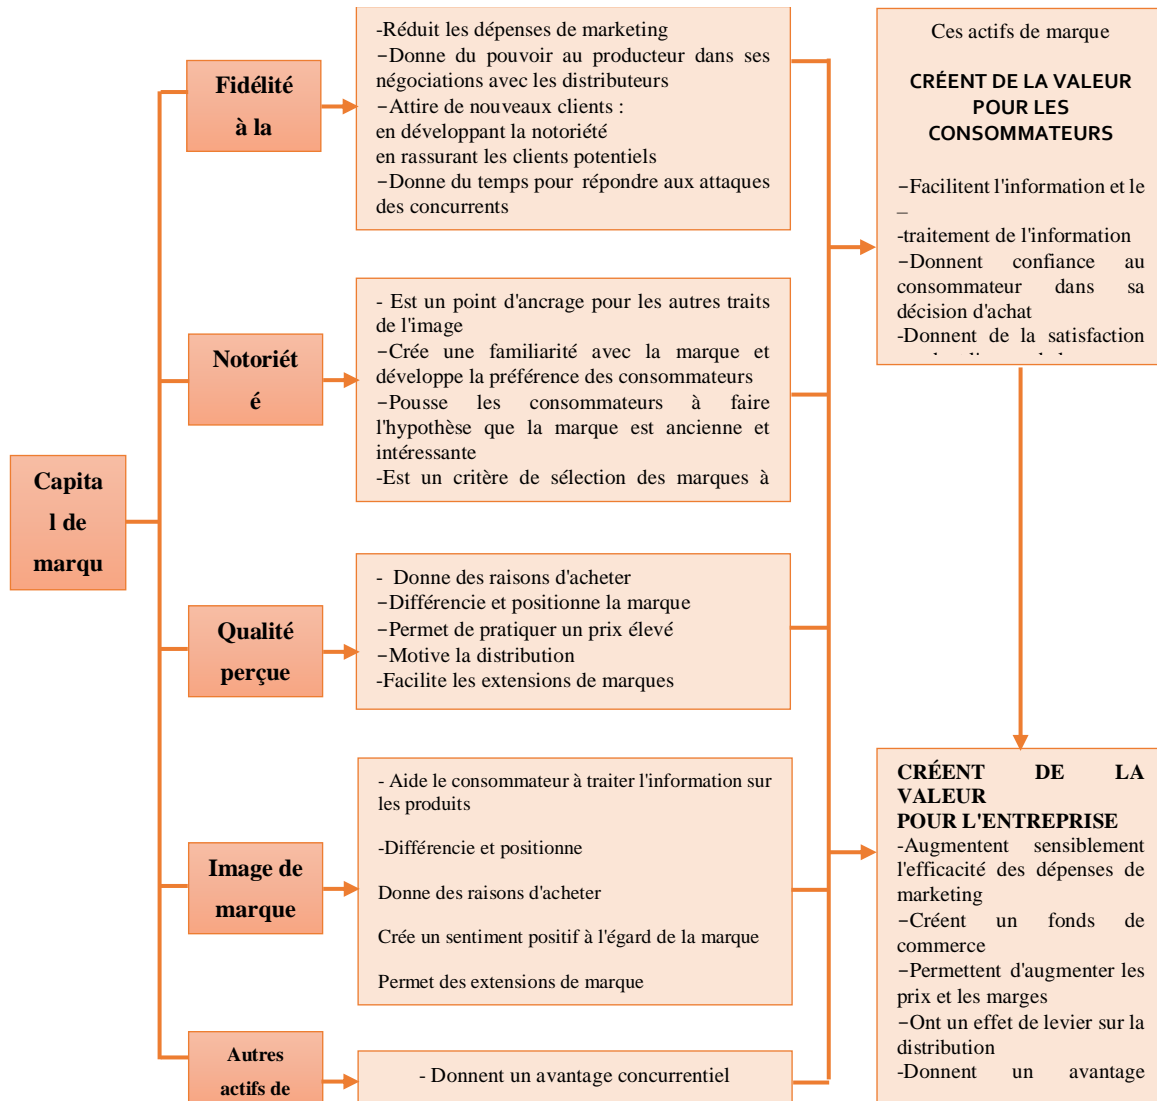 Capita
l de
marqu
Fidélité
à la
-Réduit les dépenses de marketing
-Donne du pouvoir au producteur dans ses
négociations avec les distributeurs
-Attire de nouveaux clients :
en développant la notoriété
en rassurant les clients potentiels
-Donne du temps pour répondre aux attaques
des concurrents
Notoriét
é
- Est un point d'ancrage pour les autres traits
de l'image
-Crée une familiarité avec la marque et
développe la préférence des consommateurs
-Pousse les consommateurs à faire
l'hypothèse que la marque est ancienne et
intéressante
-Est un critère de sélection des marques à
Qualité
perçue
- Donne des raisons d'acheter
-Différencie et positionne la marque
-Permet de pratiquer un prix élevé
-Motive la distribution
-Facilite les extensions de marques
Image de
marque
- Aide le consommateur à traiter l'information sur
les produits
-Différencie et positionne
Donne des raisons d'acheter
Crée un sentiment positif à l'égard de la marque
Permet des extensions de marque
Autres
actifs de
- Donnent un avantage concurrentiel
Ces actifs de marque
CRÉENT DE LA VALEUR
POUR LES
CONSOMMATEURS
-Facilitent l'information et le
–
-traitement de l'information
-Donnent confiance au
consommateur dans sa
décision d'achat
-Donnent de la satisfaction
CRÉENT DE LA
VALEUR
POUR L'ENTREPRISE
-Augmentent sensiblement
l'efficacité des dépenses de
marketing
-Créent un fonds de
commerce
-Permettent d'augmenter les
prix et les marges
-Ont un effet de levier sur la
distribution
-Donnent un avantage